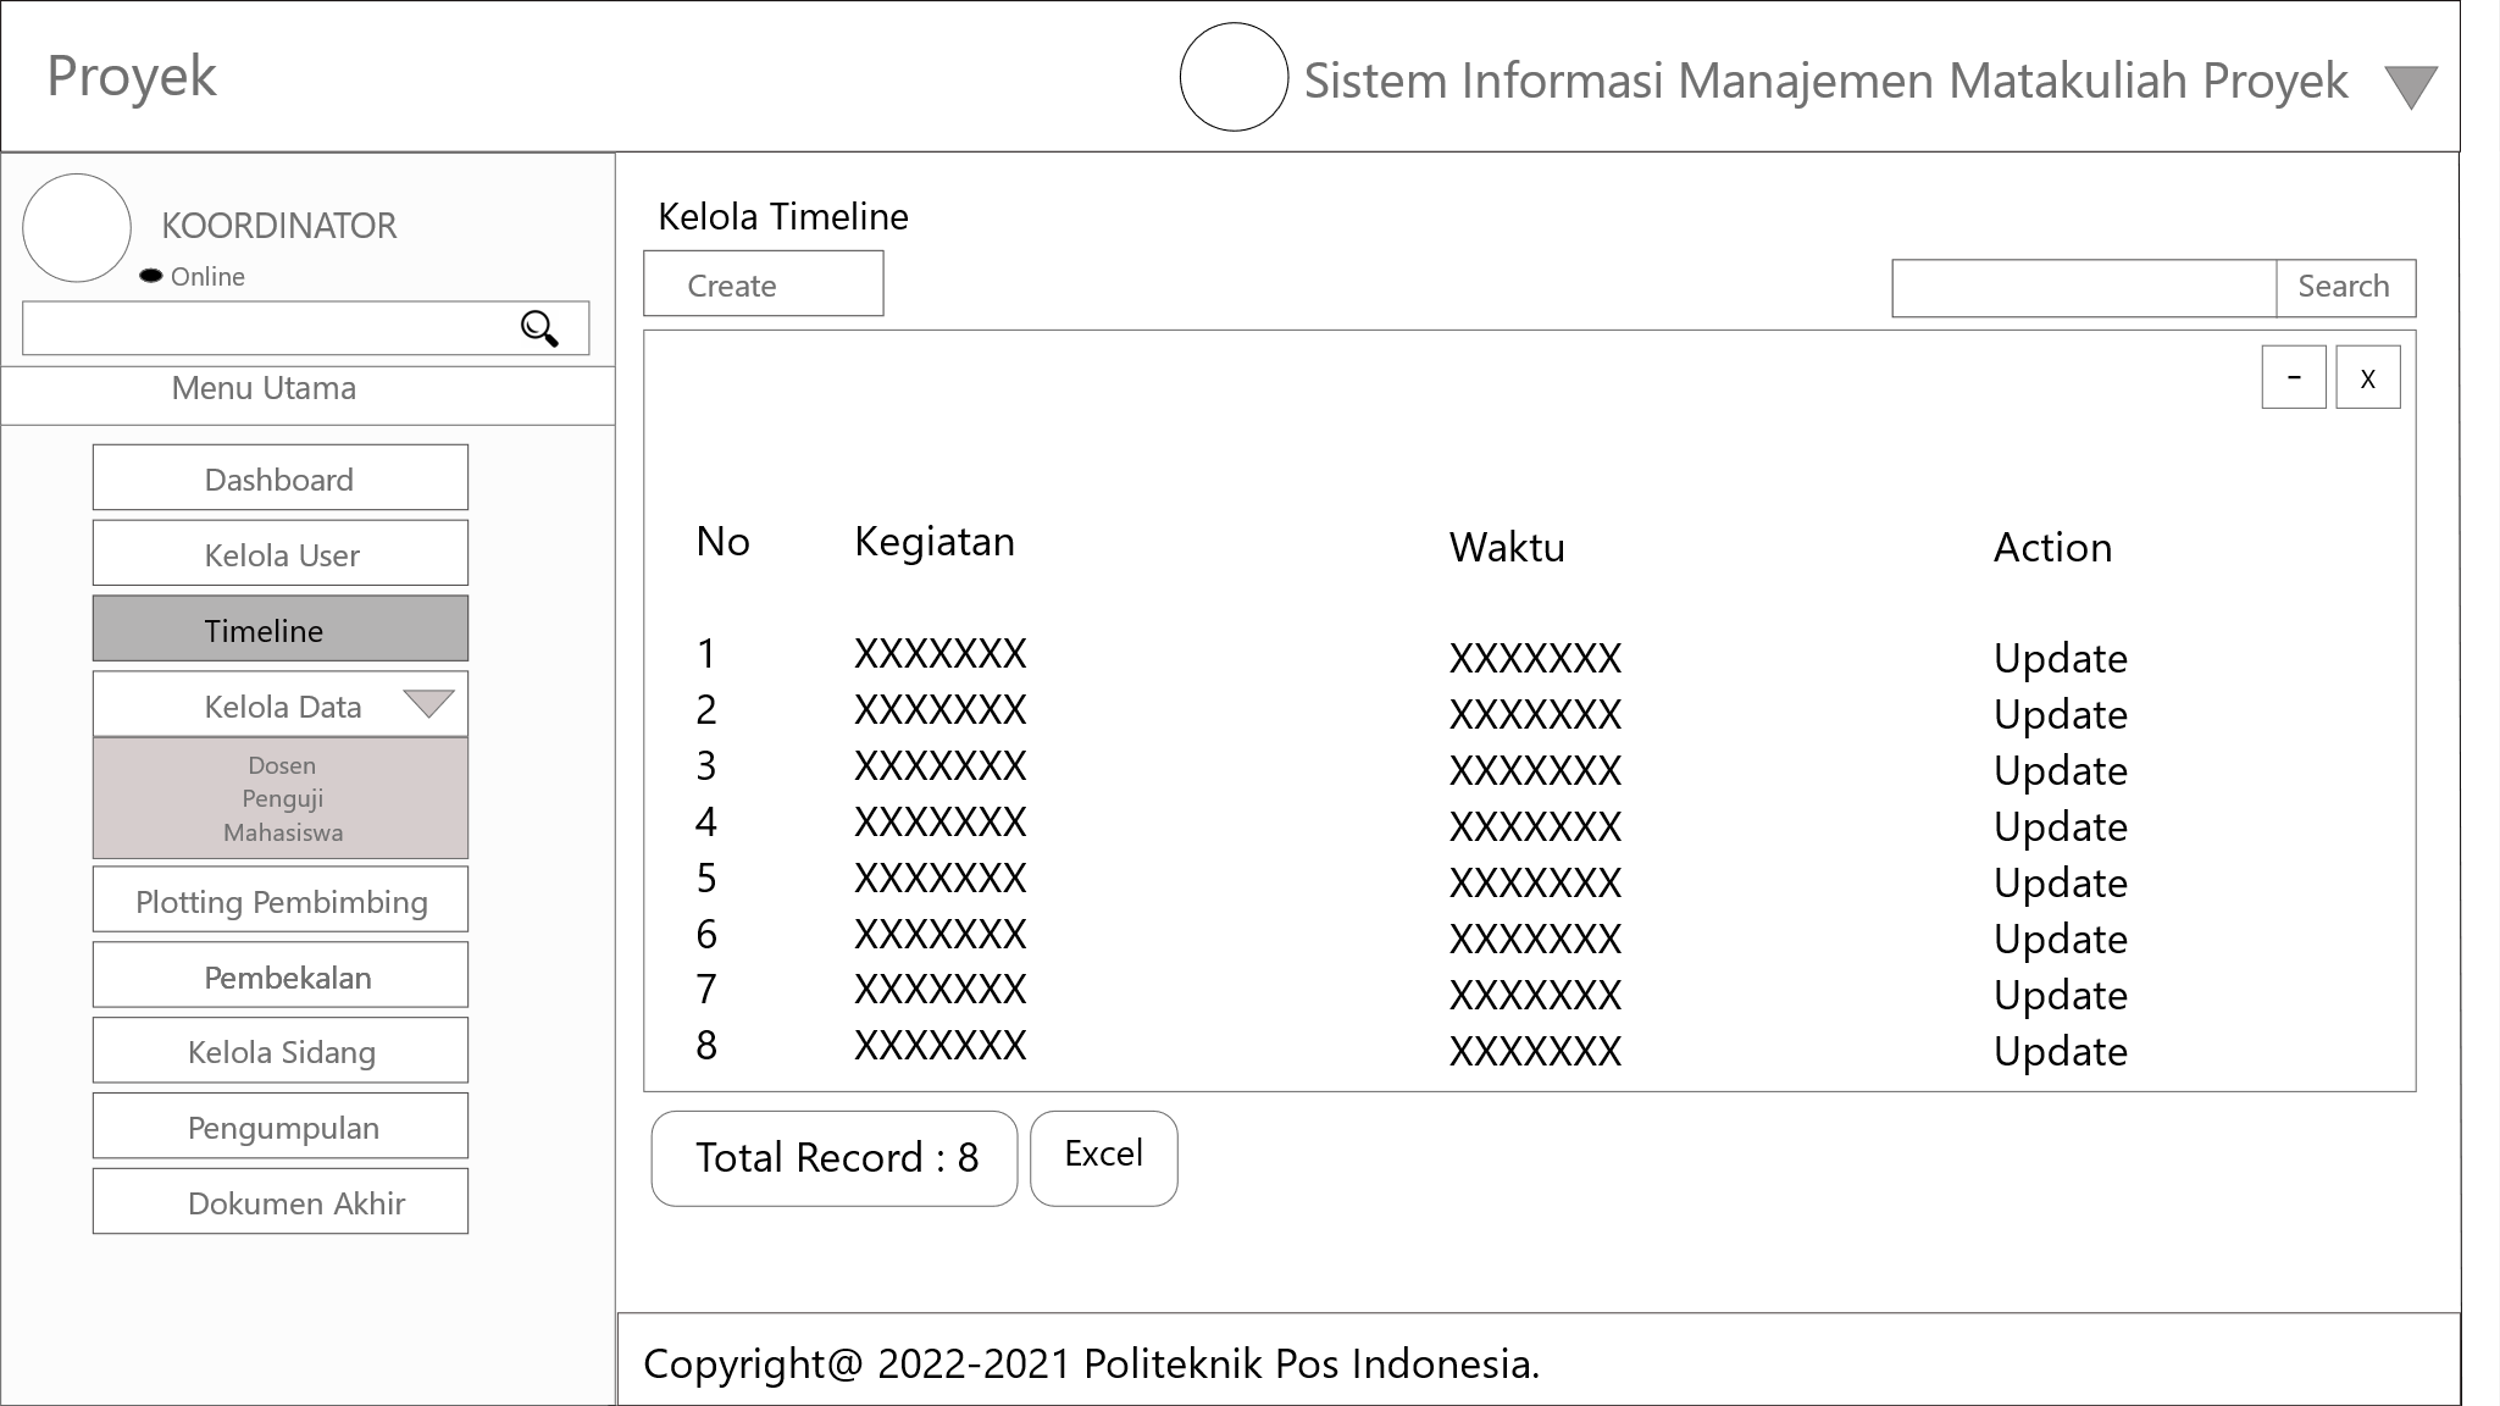 Proyek
Sistem Informasi Manajemen Matakuliah Proyek
KOORDINATOR
Online
Menu Utama
Dashboard
Kelola User
Timeline
Kelola Data
Dosen
Penguji
Mahasiswa
Plotting Pembimbing
Pembekalan
Kelola Sidang
Pengumpulan
Dokumen Akhir
Kelola Timeline
Create
Search
- X
No Kegiatan Waktu Action
1 XXXXXXX XXXXXXX Update
2 XXXXXXX XXXXXXX Update
3 XXXXXXX XXXXXXX Update
4 XXXXXXX XXXXXXX Update
5 XXXXXXX XXXXXXX Update
6 XXXXXXX XXXXXXX Update
7 XXXXXXX XXXXXXX Update
8 XXXXXXX XXXXXXX Update
Total Record : 8
Excel
Copyright@ 2022-2021 Politeknik Pos Indonesia.